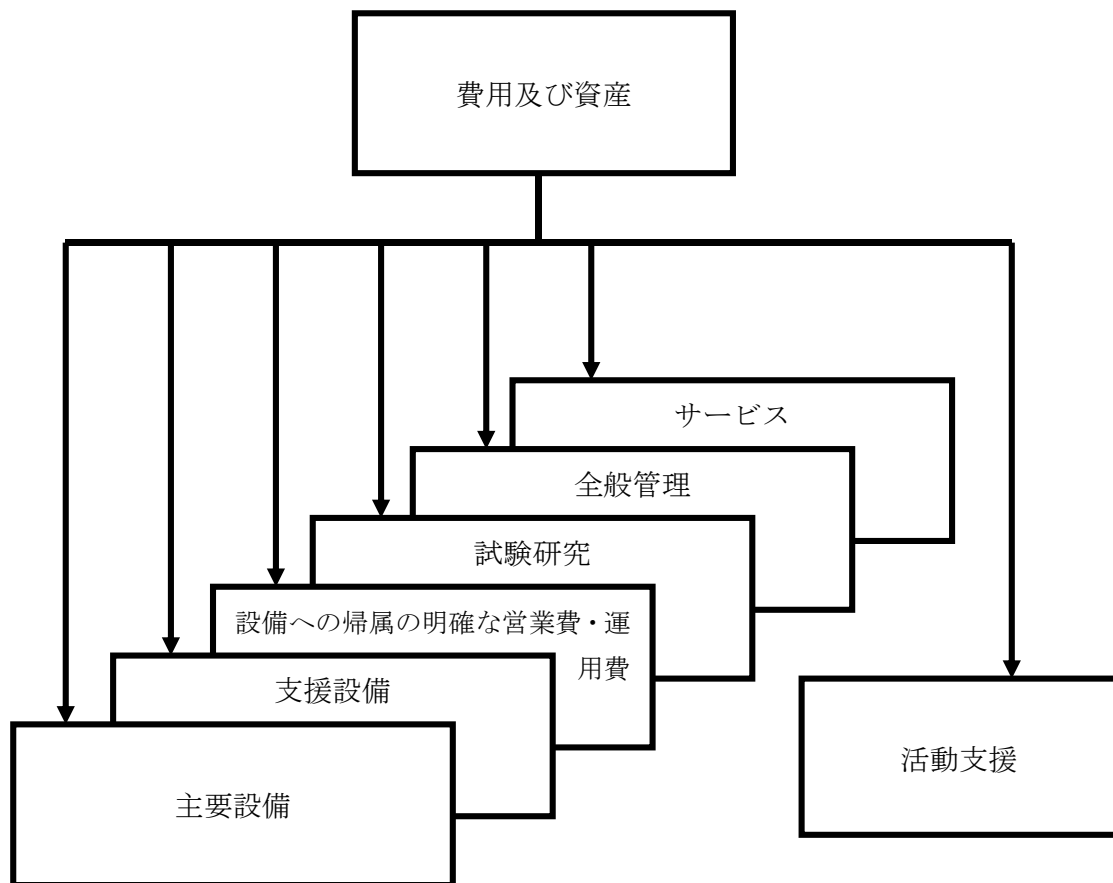 費用及び資産
サービス
全般管理
試験研究
設備への帰属の明確な営業費・運
用費
支援設備
主要設備
活動支援